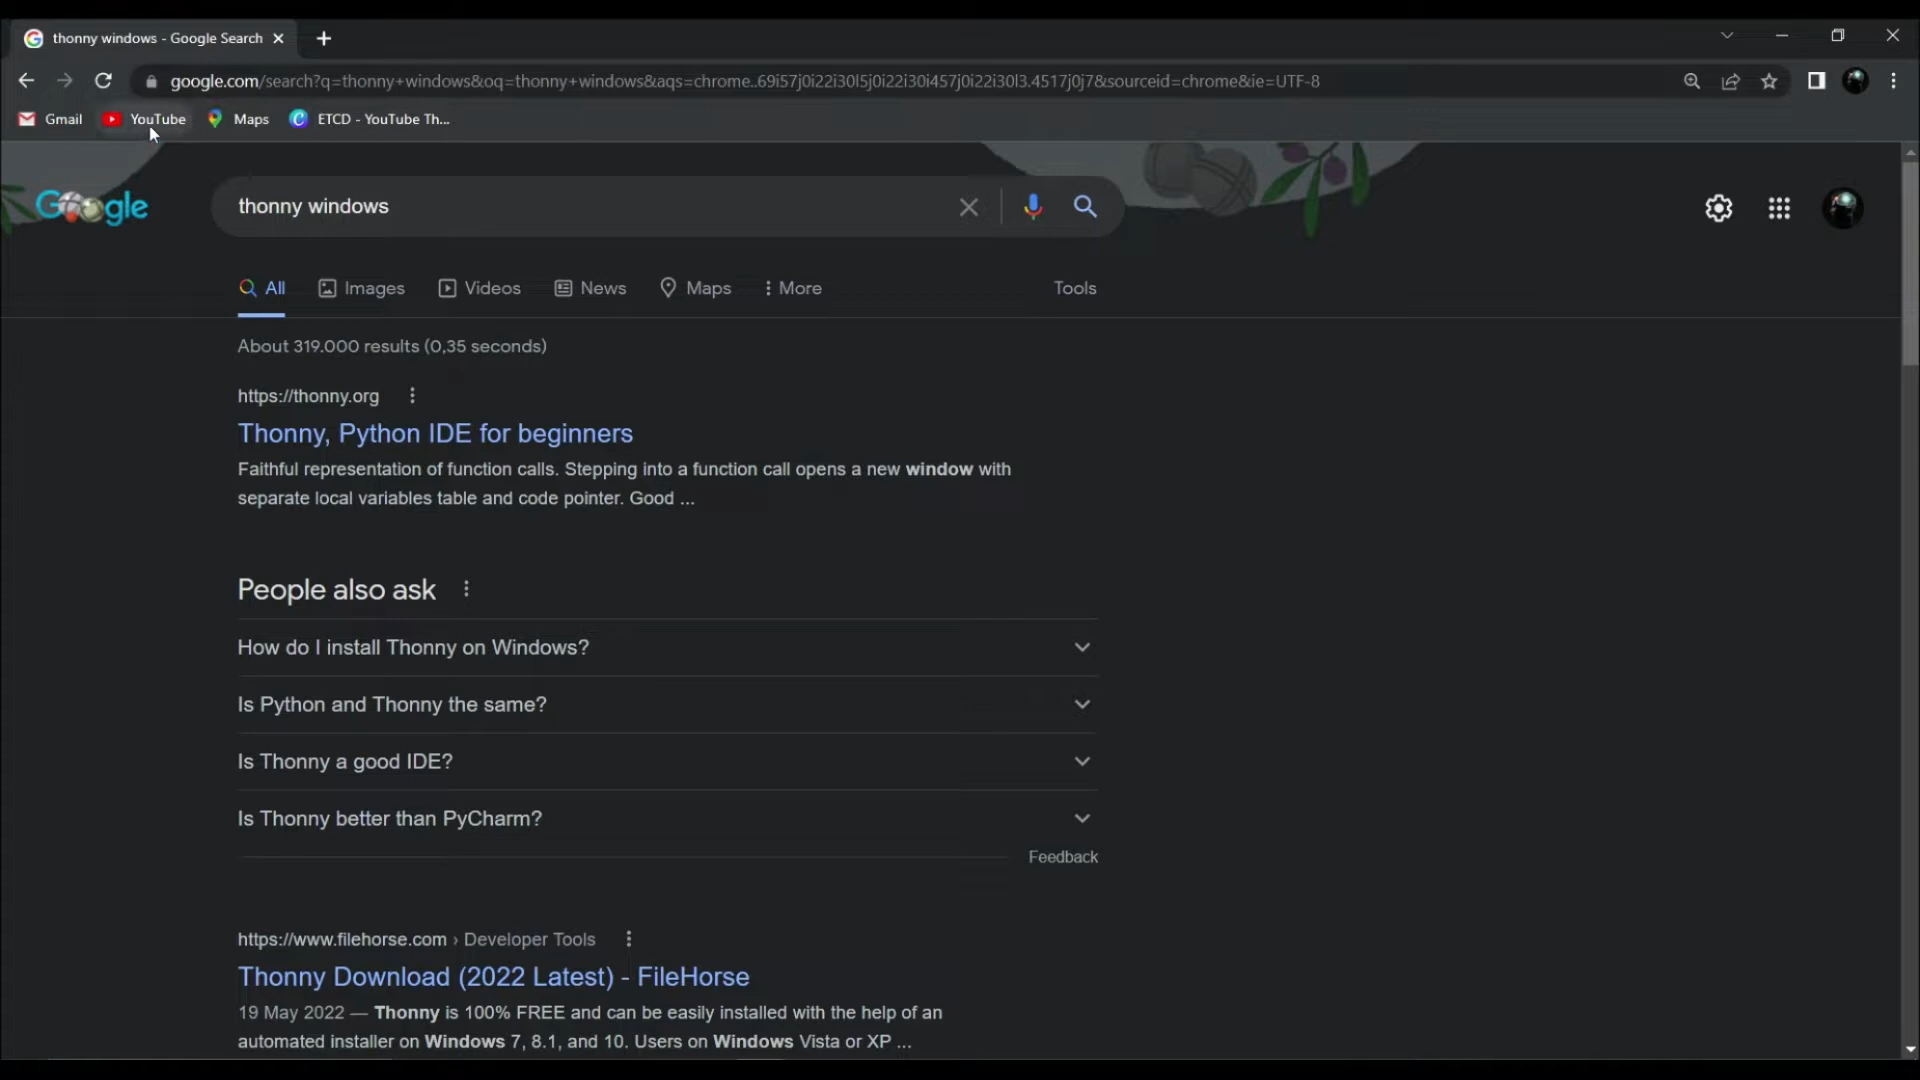 thonny windows - Google Search
google.com/search?q=thonny+windows&oq=thonny+windows&aqs=chrome..69i57j0i22i30l5j0i22i30i457j0i22i30l3.4517j0j7&sourceid=chrome&ie=UTF-8
Gmail YouTube Maps ETCD - YouTube Th...
Google
thonny windows
All Images Videos News Maps More Tools
About 319.000 results (0,35 seconds)
https://thonny.org
Thonny, Python IDE for beginners
Faithful representation of function calls. Stepping into a function call opens a new window with
separate local variables table and code pointer. Good ...
People also ask
How do I install Thonny on Windows?
Is Python and Thonny the same?
Is Thonny a good IDE?
Is Thonny better than PyCharm?
Feedback
https://www.filehorse.com › Developer Tools
Thonny Download (2022 Latest) - FileHorse
19 May 2022 — Thonny is 100% FREE and can be easily installed with the help of an
automated installer on Windows 7, 8.1, and 10. Users on Windows Vista or XP ...